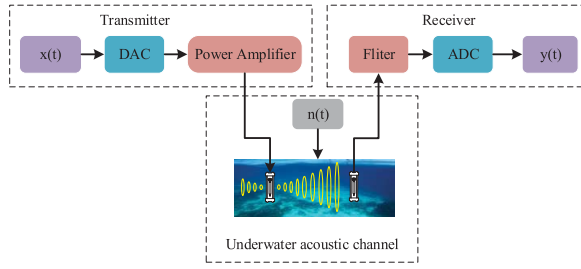 Transmitter
Receiver
x(t)
DAC
Power Amplifier
Fliter
ADC
y(t)
n(t)
Underwater acoustic channel